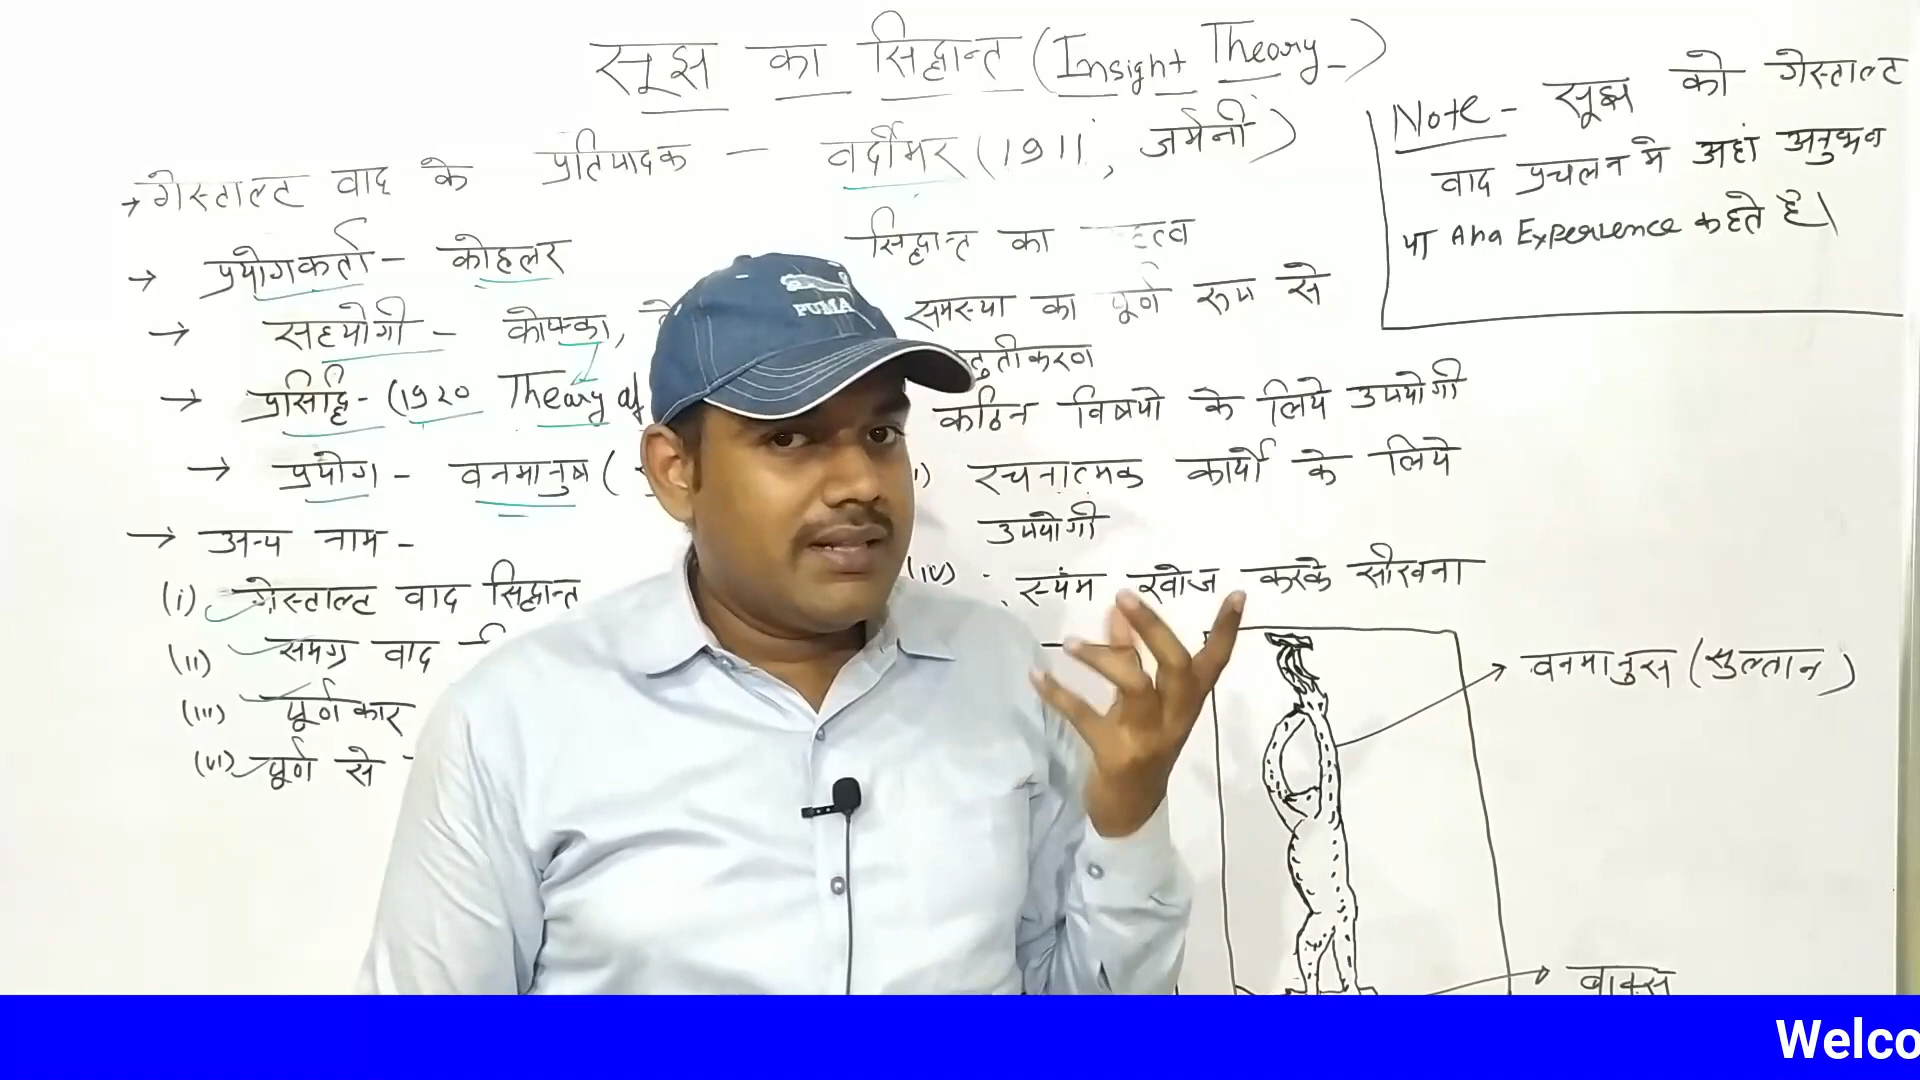 सूझ का सिद्धान्त (Insight Theory)
→ गेस्टाल्ट वाद के प्रतिपादक – वर्दीमर (1911, जर्मनी)
→ प्रयोगकर्ता – कोहलर
→ सहयोगी – कोफ्का,
→ प्रसिद्धि – (1920 Theory of
→ प्रयोग – वनमानुष (
→ अन्य नाम –
(i) गेस्टाल्ट वाद सिद्धान्त
(ii) समग्र वाद
(iii) पूर्णकार
(vi) पूर्ण से
सिद्धान्त का
समस्या का पूर्ण रूप से
कठिन विषयो के लिये उपयोगी
रचनात्मक कार्यो के लिये
उपयोगी
(iv) स्यंम खोज करके सीखना
Note – सूझ को गेस्टाल्ट
वाद प्रचलन मे अहा अनुभव
या Aha Experience कहते है।
वनमानुस (सुल्तान)
बाक्स
PUMA
Welco